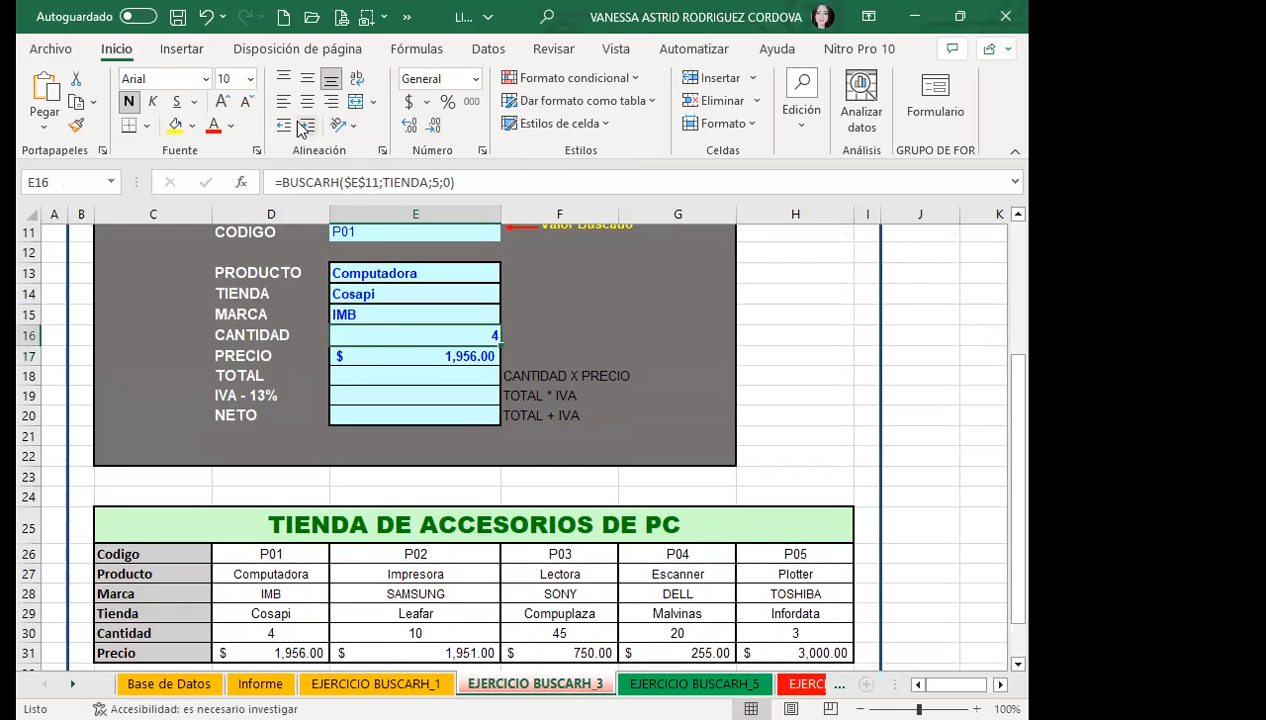 Autoguardado LI... VANESSA ASTRID RODRIGUEZ CORDOVA
Archivo Inicio Insertar Disposición de página Fórmulas Datos Revisar Vista Automatizar Ayuda Nitro Pro 10
Pegar Arial 10 General Formato condicional Insertar
N K S $ % 000 Dar formato como tabla Eliminar Edición Analizar datos Formulario
Estilos de celda Formato
Portapapeles Fuente Alineación Número Estilos Celdas Análisis GRUPO DE FOR
E16 fx =BUSCARH($E$11;TIENDA;5;0)
A B C D E F G H I J K
11 CODIGO P01 Valor Buscado
12
13 PRODUCTO Computadora
14 TIENDA Cosapi
15 MARCA IMB
16 CANTIDAD 4
17 PRECIO $ 1,956.00
18 TOTAL CANTIDAD X PRECIO
19 IVA - 13% TOTAL * IVA
20 NETO TOTAL + IVA
21
22
23
24
25 TIENDA DE ACCESORIOS DE PC
26 Codigo P01 P02 P03 P04 P05
27 Producto Computadora Impresora Lectora Escanner Plotter
28 Marca IMB SAMSUNG SONY DELL TOSHIBA
29 Tienda Cosapi Leafar Compuplaza Malvinas Infordata
30 Cantidad 4 10 45 20 3
31 Precio $ 1,956.00 $ 1,951.00 $ 750.00 $ 255.00 $ 3,000.00
Base de Datos Informe EJERCICIO BUSCARH_1 EJERCICIO BUSCARH_3 EJERCICIO BUSCARH_5 EJERC ...
Listo Accesibilidad: es necesario investigar 100%